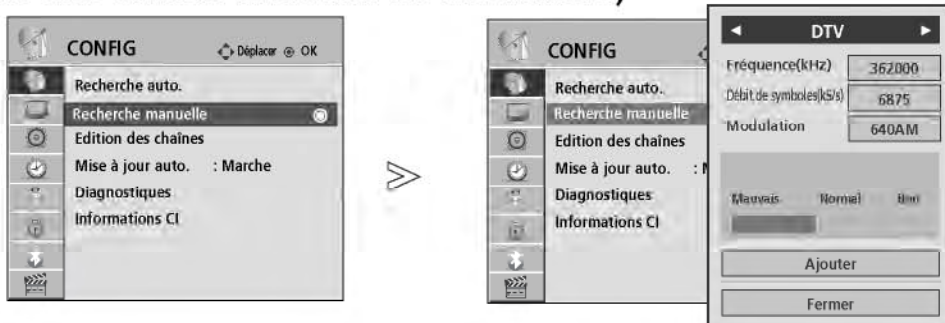 CONFIG Déplacer OK
Recherche auto.
Recherche manuelle
Edition des chaînes
Mise à jour auto. : Marche
Diagnostiques
Informations CI
CONFIG
Recherche auto.
Recherche manuelle
Edition des chaînes
Mise à jour auto. :
Diagnostiques
Informations CI
DTV
Fréquence(kHz) 362000
Débit de symboles(kS/s) 6875
Modulation 640AM
Mauvais Normal Bon
Ajouter
Fermer